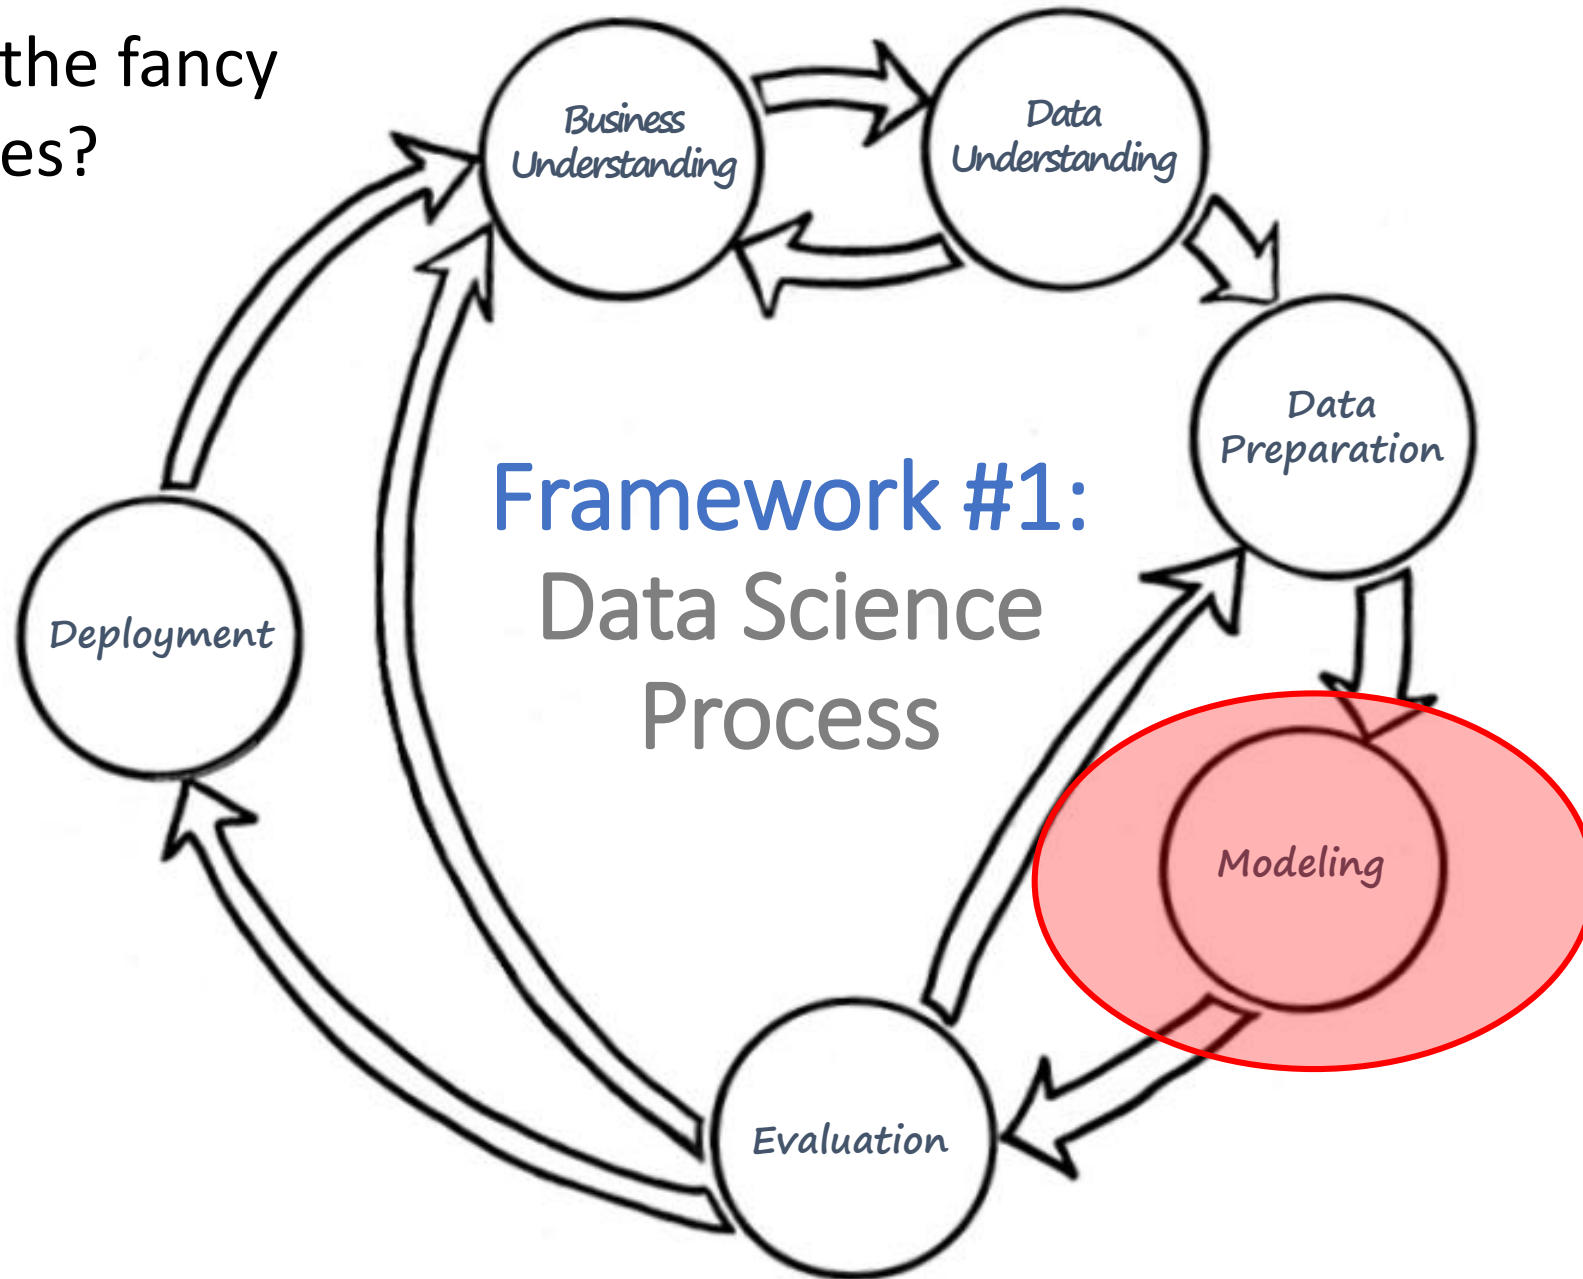 the fancy
es?
Business
Understanding
Data
Understanding
Data
Preparation
Framework #1:
Data Science
Process
Deployment
Modeling
Evaluation